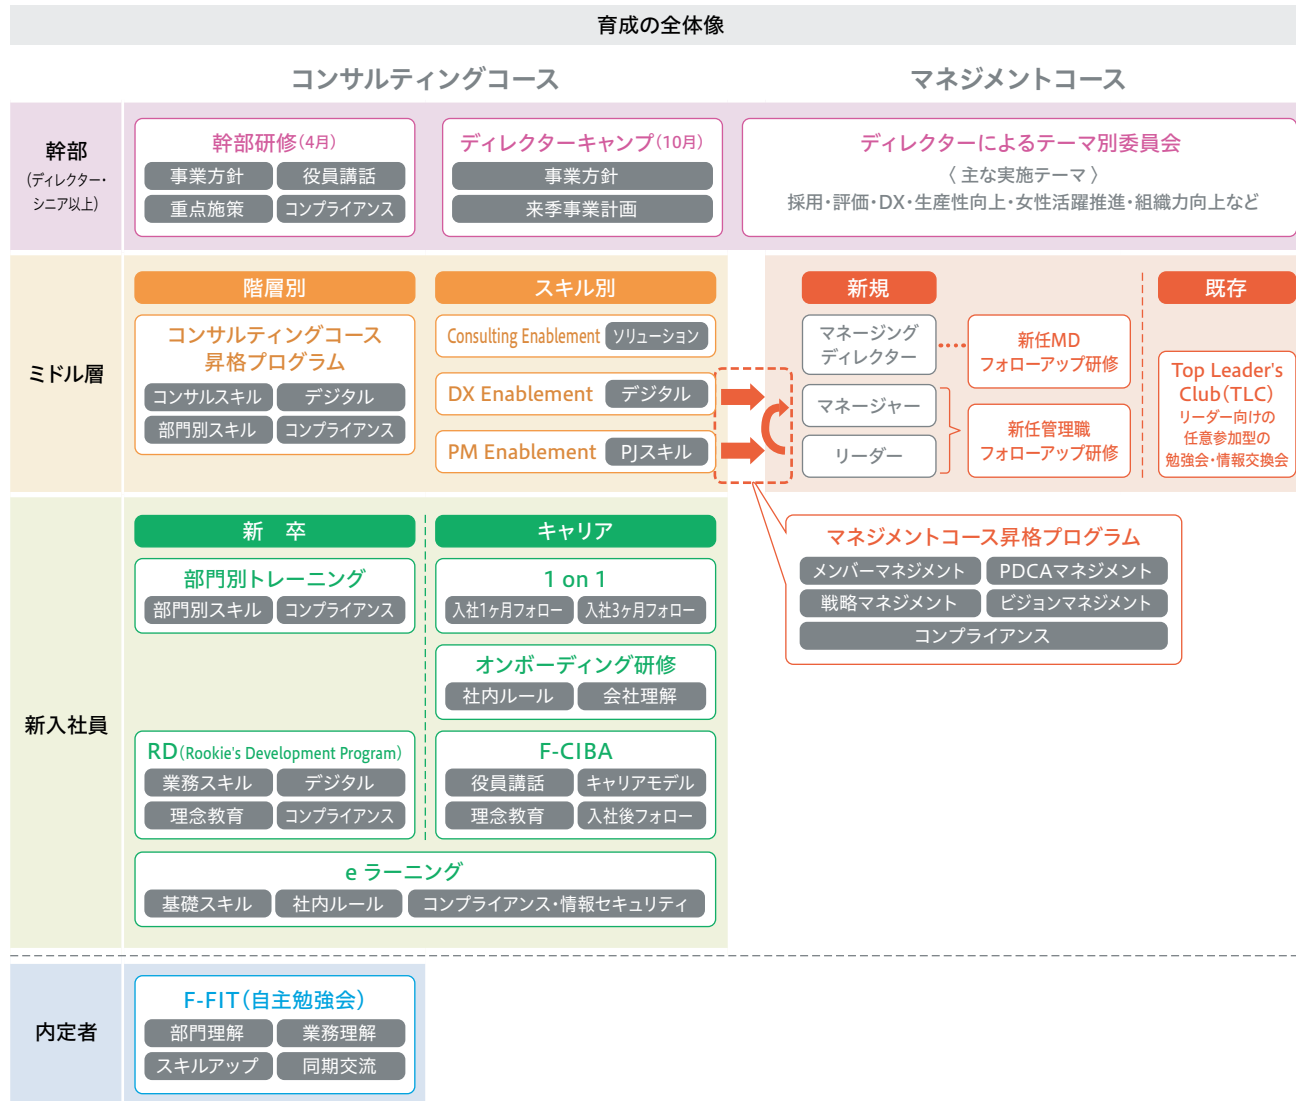 育成の全体像
コンサルティングコース
マネジメントコース
幹部
(ディレクター・
シニア以上)
幹部研修(4月)
事業方針
役員講話
重点施策
コンプライアンス
ディレクターキャンプ(10月)
事業方針
来季事業計画
ディレクターによるテーマ別委員会
〈 主な実施テーマ 〉
採用・評価・DX・生産性向上・女性活躍推進・組織力向上など
ミドル層
階層別
コンサルティングコース
昇格プログラム
コンサルスキル
デジタル
部門別スキル
コンプライアンス
スキル別
Consulting Enablement
ソリューション
DX Enablement
デジタル
PM Enablement
PJスキル
新規
マネージング
ディレクター
マネージャー
リーダー
新任MD
フォローアップ研修
新任管理職
フォローアップ研修
既存
Top Leader's
Club(TLC)
リーダー向けの
任意参加型の
勉強会・情報交換会
マネジメントコース昇格プログラム
メンバーマネジメント
PDCAマネジメント
戦略マネジメント
ビジョンマネジメント
コンプライアンス
新入社員
新　卒
部門別トレーニング
部門別スキル
コンプライアンス
RD(Rookie's Development Program)
業務スキル
デジタル
理念教育
コンプライアンス
キャリア
1 on 1
入社1ヶ月フォロー
入社3ヶ月フォロー
オンボーディング研修
社内ルール
会社理解
F-CIBA
役員講話
キャリアモデル
理念教育
入社後フォロー
e ラーニング
基礎スキル
社内ルール
コンプライアンス・情報セキュリティ
内定者
F-FIT(自主勉強会)
部門理解
業務理解
スキルアップ
同期交流